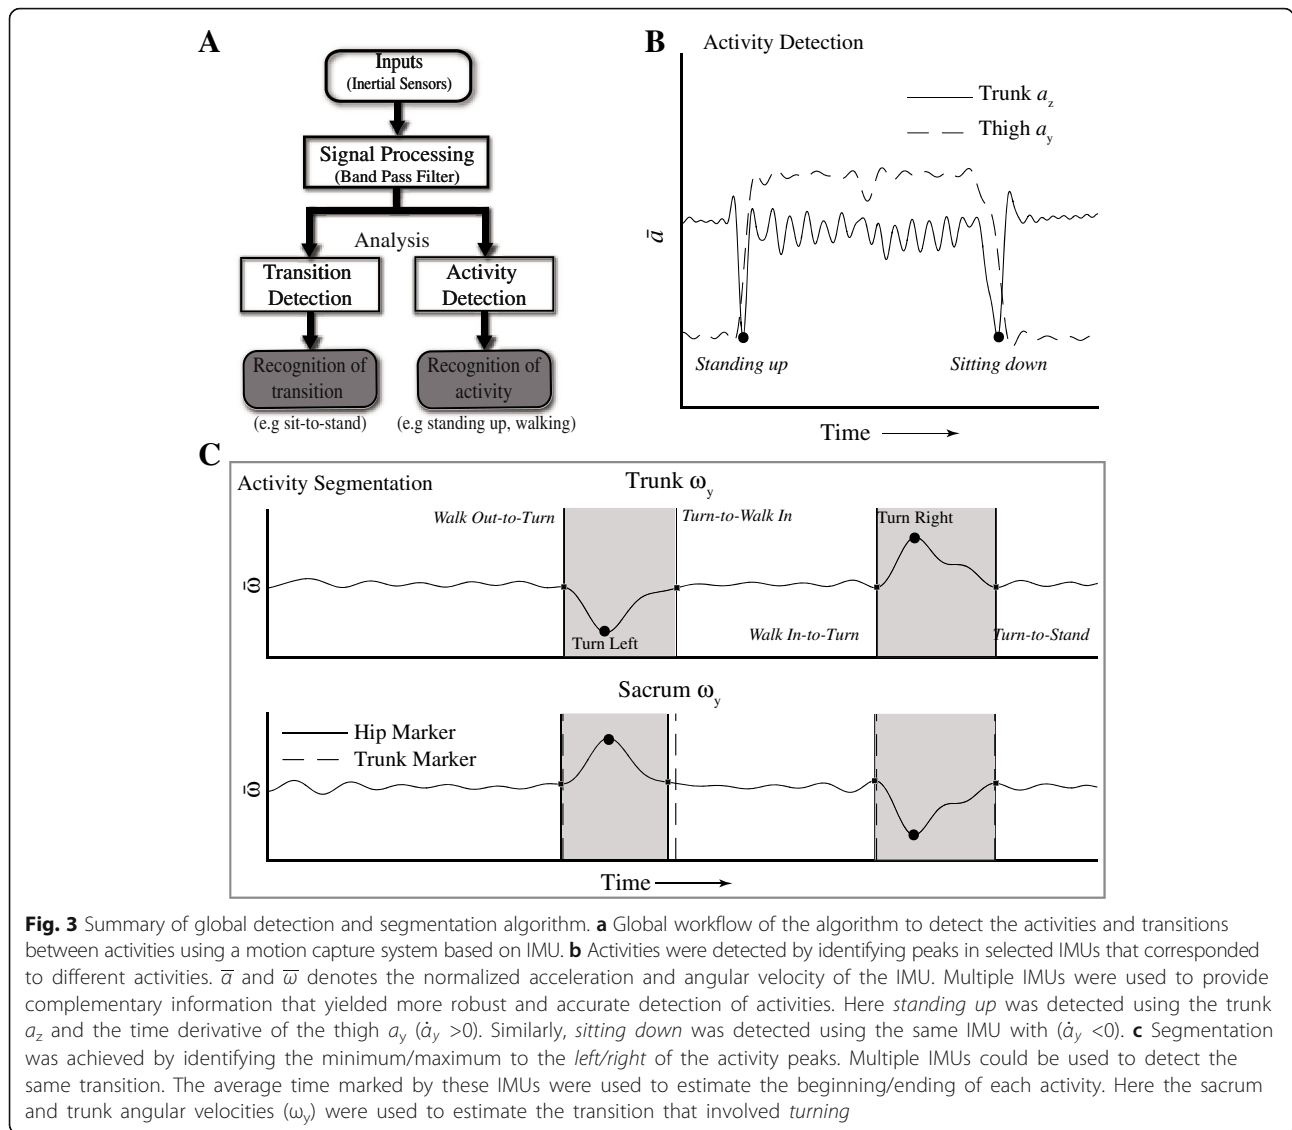 A
Inputs
(Inertial Sensors)
Signal Processing
(Band Pass Filter)
Analysis
Transition
Detection
Activity
Detection
Recognition of
transition
Recognition of
activity
(e.g sit-to-stand)
(e.g standing up, walking)
B
Activity Detection
Trunk a_z
Thigh a_y
a̅
Standing up
Sitting down
Time
C
Activity Segmentation
Trunk ω_y
Walk Out-to-Turn
Turn-to-Walk In
Turn Right
ω̅
Turn Left
Walk In-to-Turn
Turn-to-Stand
Sacrum ω_y
Hip Marker
Trunk Marker
ω̅
Time
Fig. 3 Summary of global detection and segmentation algorithm. a Global workflow of the algorithm to detect the activities and transitions
between activities using a motion capture system based on IMU. b Activities were detected by identifying peaks in selected IMUs that corresponded
to different activities. a̅ and ω̅ denotes the normalized acceleration and angular velocity of the IMU. Multiple IMUs were used to provide
complementary information that yielded more robust and accurate detection of activities. Here standing up was detected using the trunk
a_z and the time derivative of the thigh a_y (ȧ_y >0). Similarly, sitting down was detected using the same IMU with (ȧ_y <0). c Segmentation
was achieved by identifying the minimum/maximum to the left/right of the activity peaks. Multiple IMUs could be used to detect the
same transition. The average time marked by these IMUs were used to estimate the beginning/ending of each activity. Here the sacrum
and trunk angular velocities (ω_y) were used to estimate the transition that involved turning